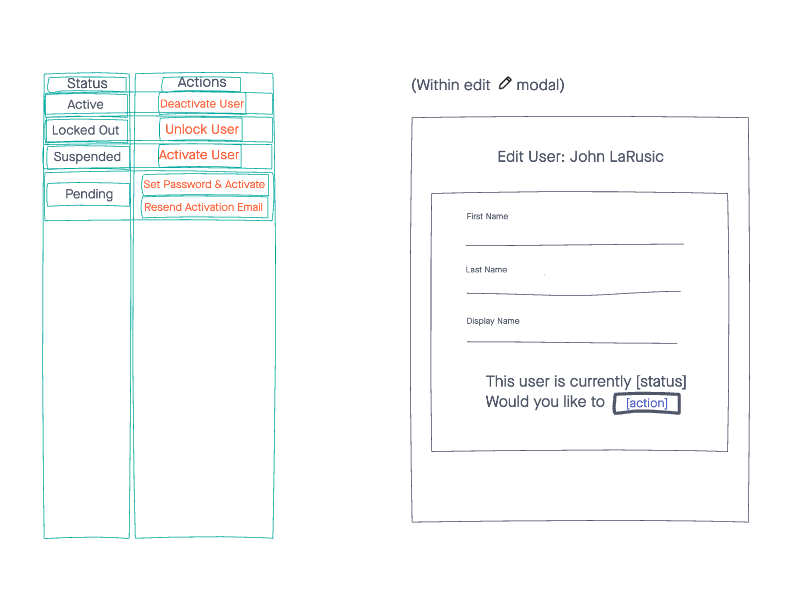 Status
Actions
Active
Deactivate User
Locked Out
Unlock User
Suspended
Activate User
Pending
Set Password & Activate
Resend Activation Email
(Within edit modal)
Edit User: John LaRusic
First Name
Last Name
Display Name
This user is currently [status]
Would you like to [action]